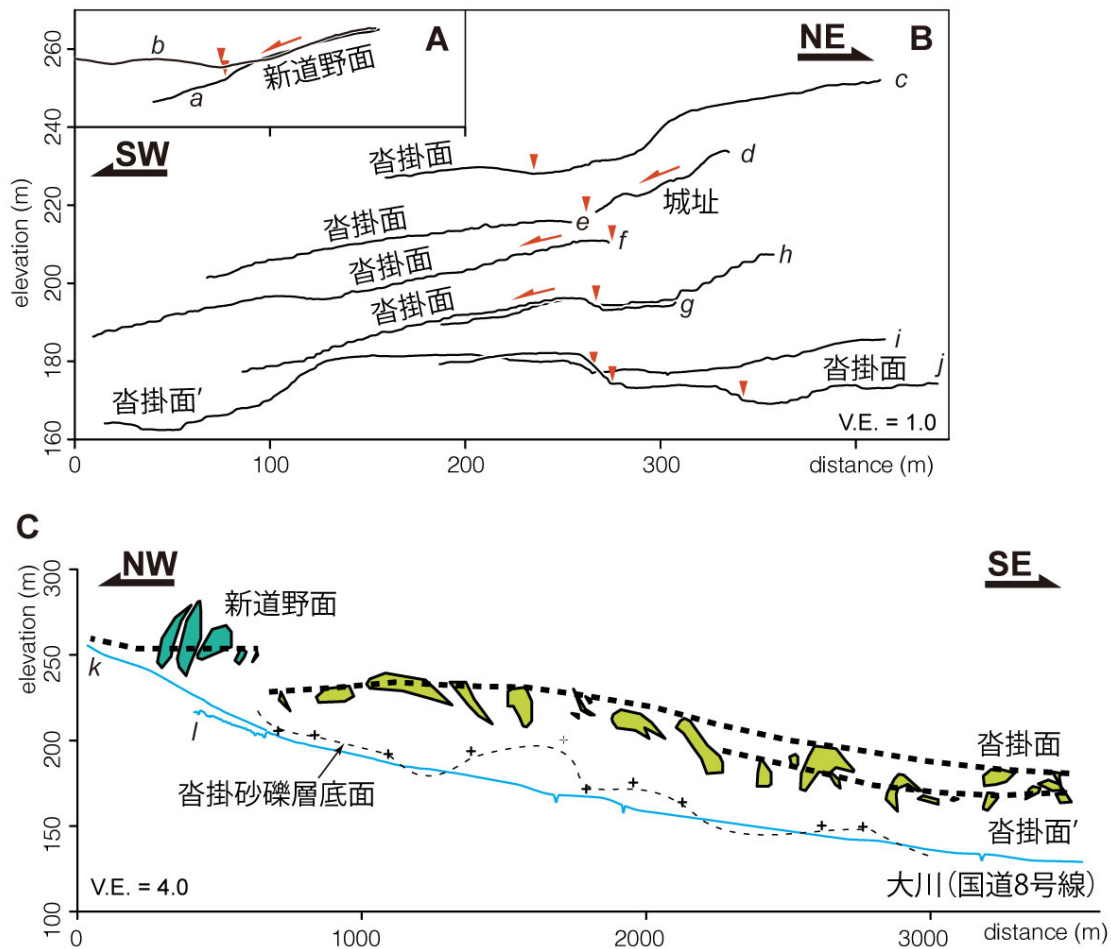 A
B
NE
b
a
新道野面
c
SW
沓掛面
d
城址
沓掛面
e
沓掛面
f
沓掛面
h
g
i
沓掛面
j
沓掛面'
V.E. = 1.0
260
240
220
200
180
160
elevation (m)
0
100
200
300
distance (m)
C
NW
SE
300
250
200
150
100
elevation (m)
新道野面
k
l
沓掛砂礫層底面
沓掛面
沓掛面'
大川(国道8号線)
V.E. = 4.0
0
1000
2000
3000
distance (m)